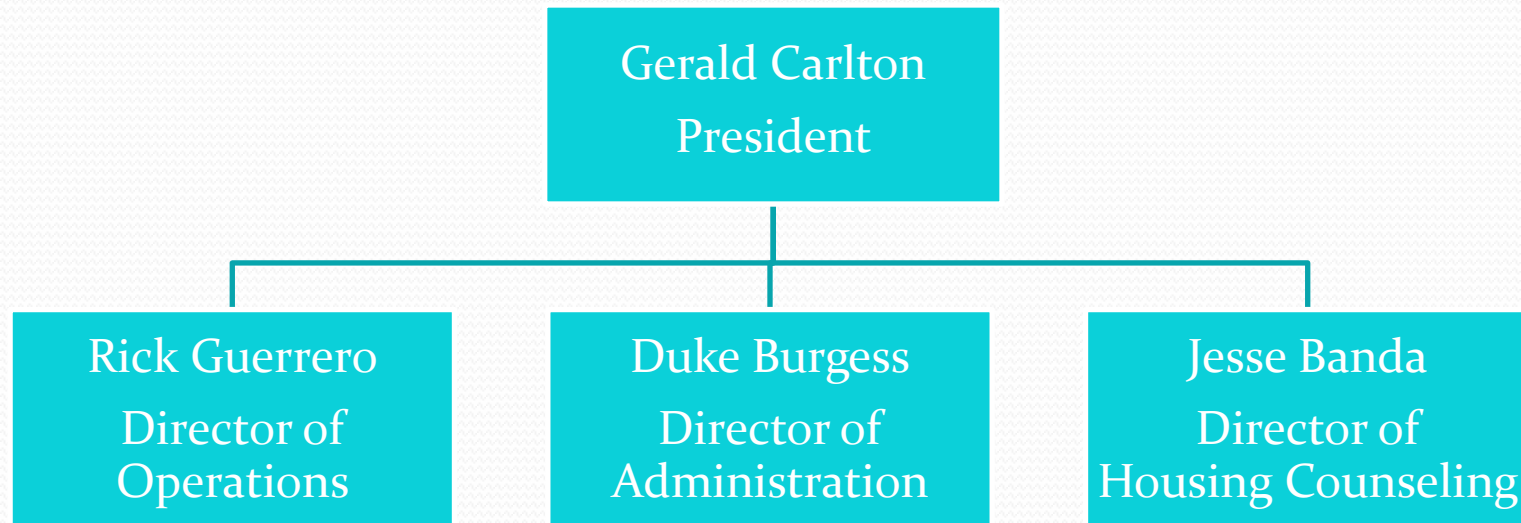 Gerald Carlton
President
Rick Guerrero
Director of
Operations
Duke Burgess
Director of
Administration
Jesse Banda
Director of
Housing Counseling